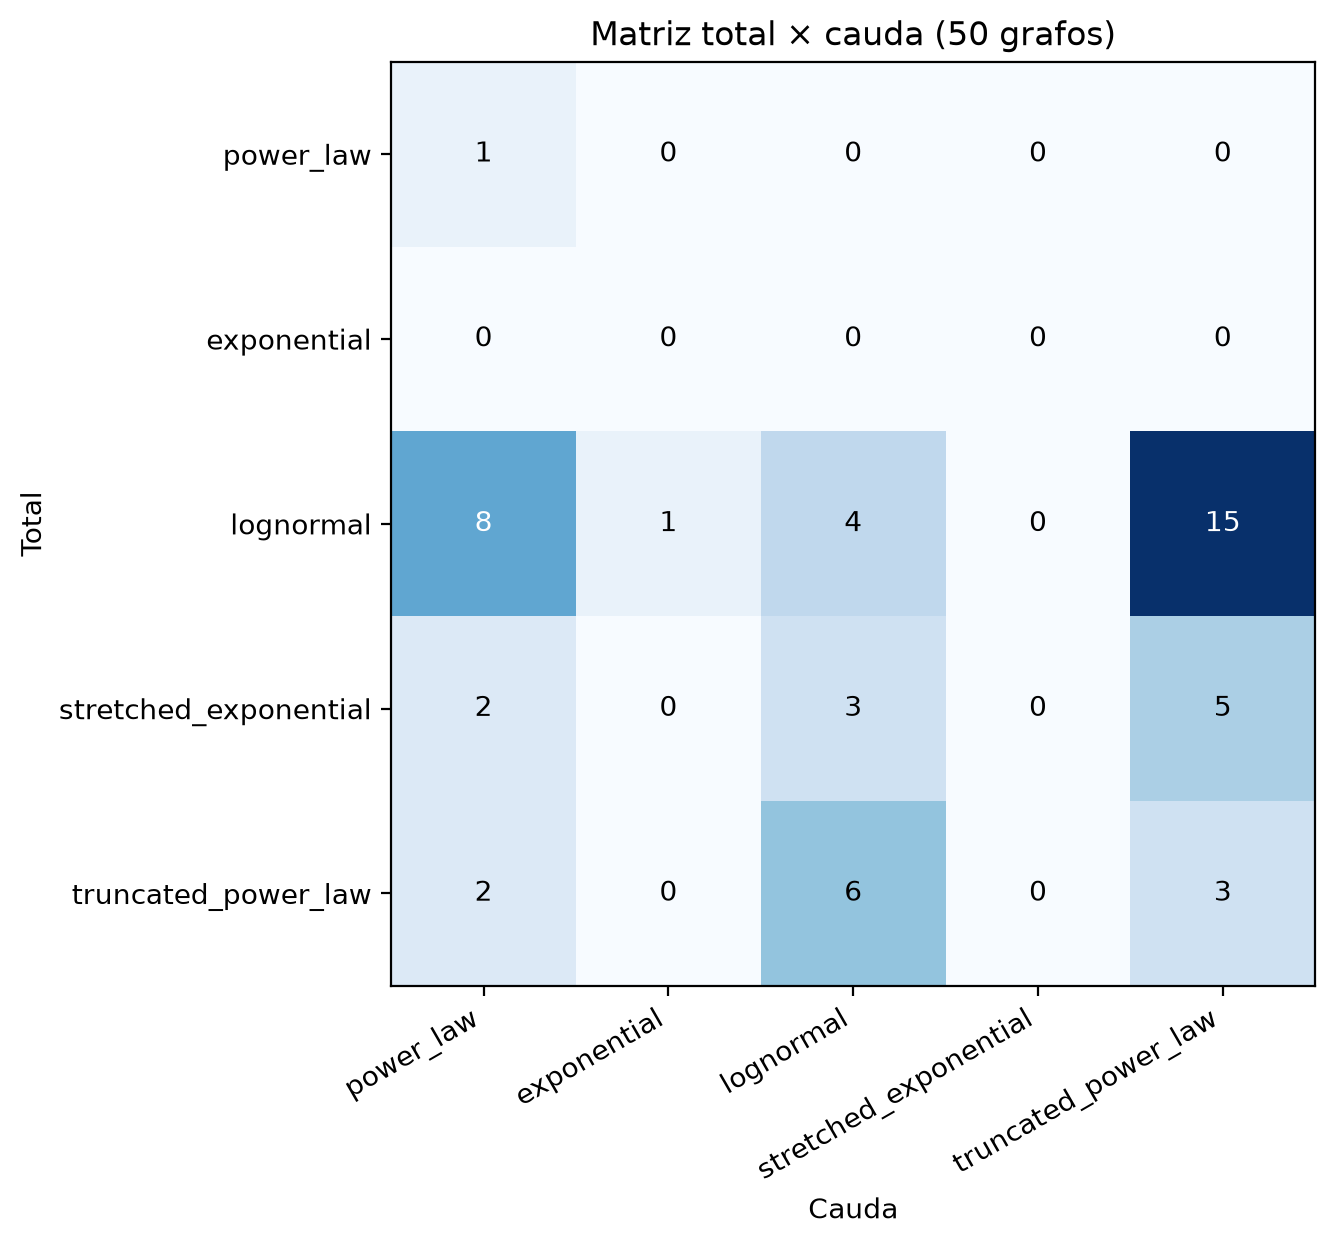 Matriz total × cauda (50 grafos)
power_law 1 0 0 0 0
exponential 0 0 0 0 0
lognormal 8 1 4 0 15
stretched_exponential 2 0 3 0 5
truncated_power_law 2 0 6 0 3
Total
power_law exponential lognormal stretched_exponential truncated_power_law
Cauda